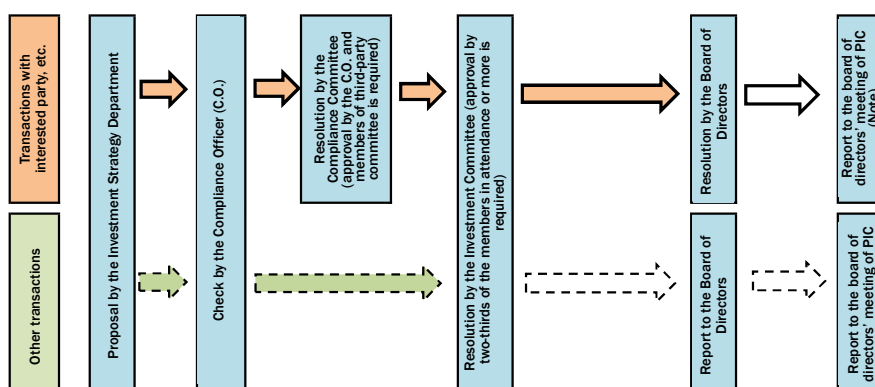 Transactions with
interested party, etc.
Other transactions
Proposal by the Investment Strategy Department
Check by the Compliance Officer (C.O.)
Resolution by the
Compliance Committee
(approval by the C.O. and
members of third-party
committee is required)
Resolution by the Investment Committee (approval by
two-thirds of the members in attendance or more is
required)
Resolution by the Board of
Directors
Report to the board of
directors' meeting of PIC
(Note)
Report to the Board of
Directors
Report to the board of
directors' meeting of PIC